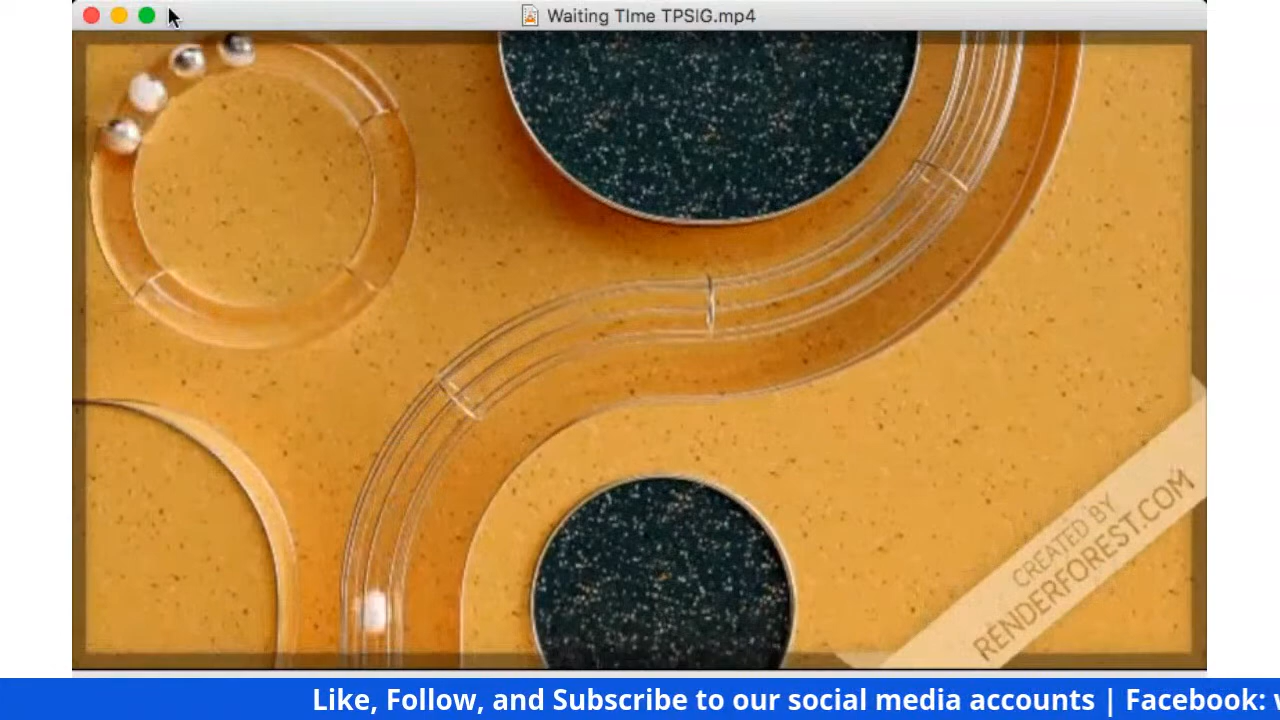 Waiting TIme TPSIG.mp4
CREATED BY
RENDERFOREST.COM
Like, Follow, and Subscribe to our social media accounts | Facebook: